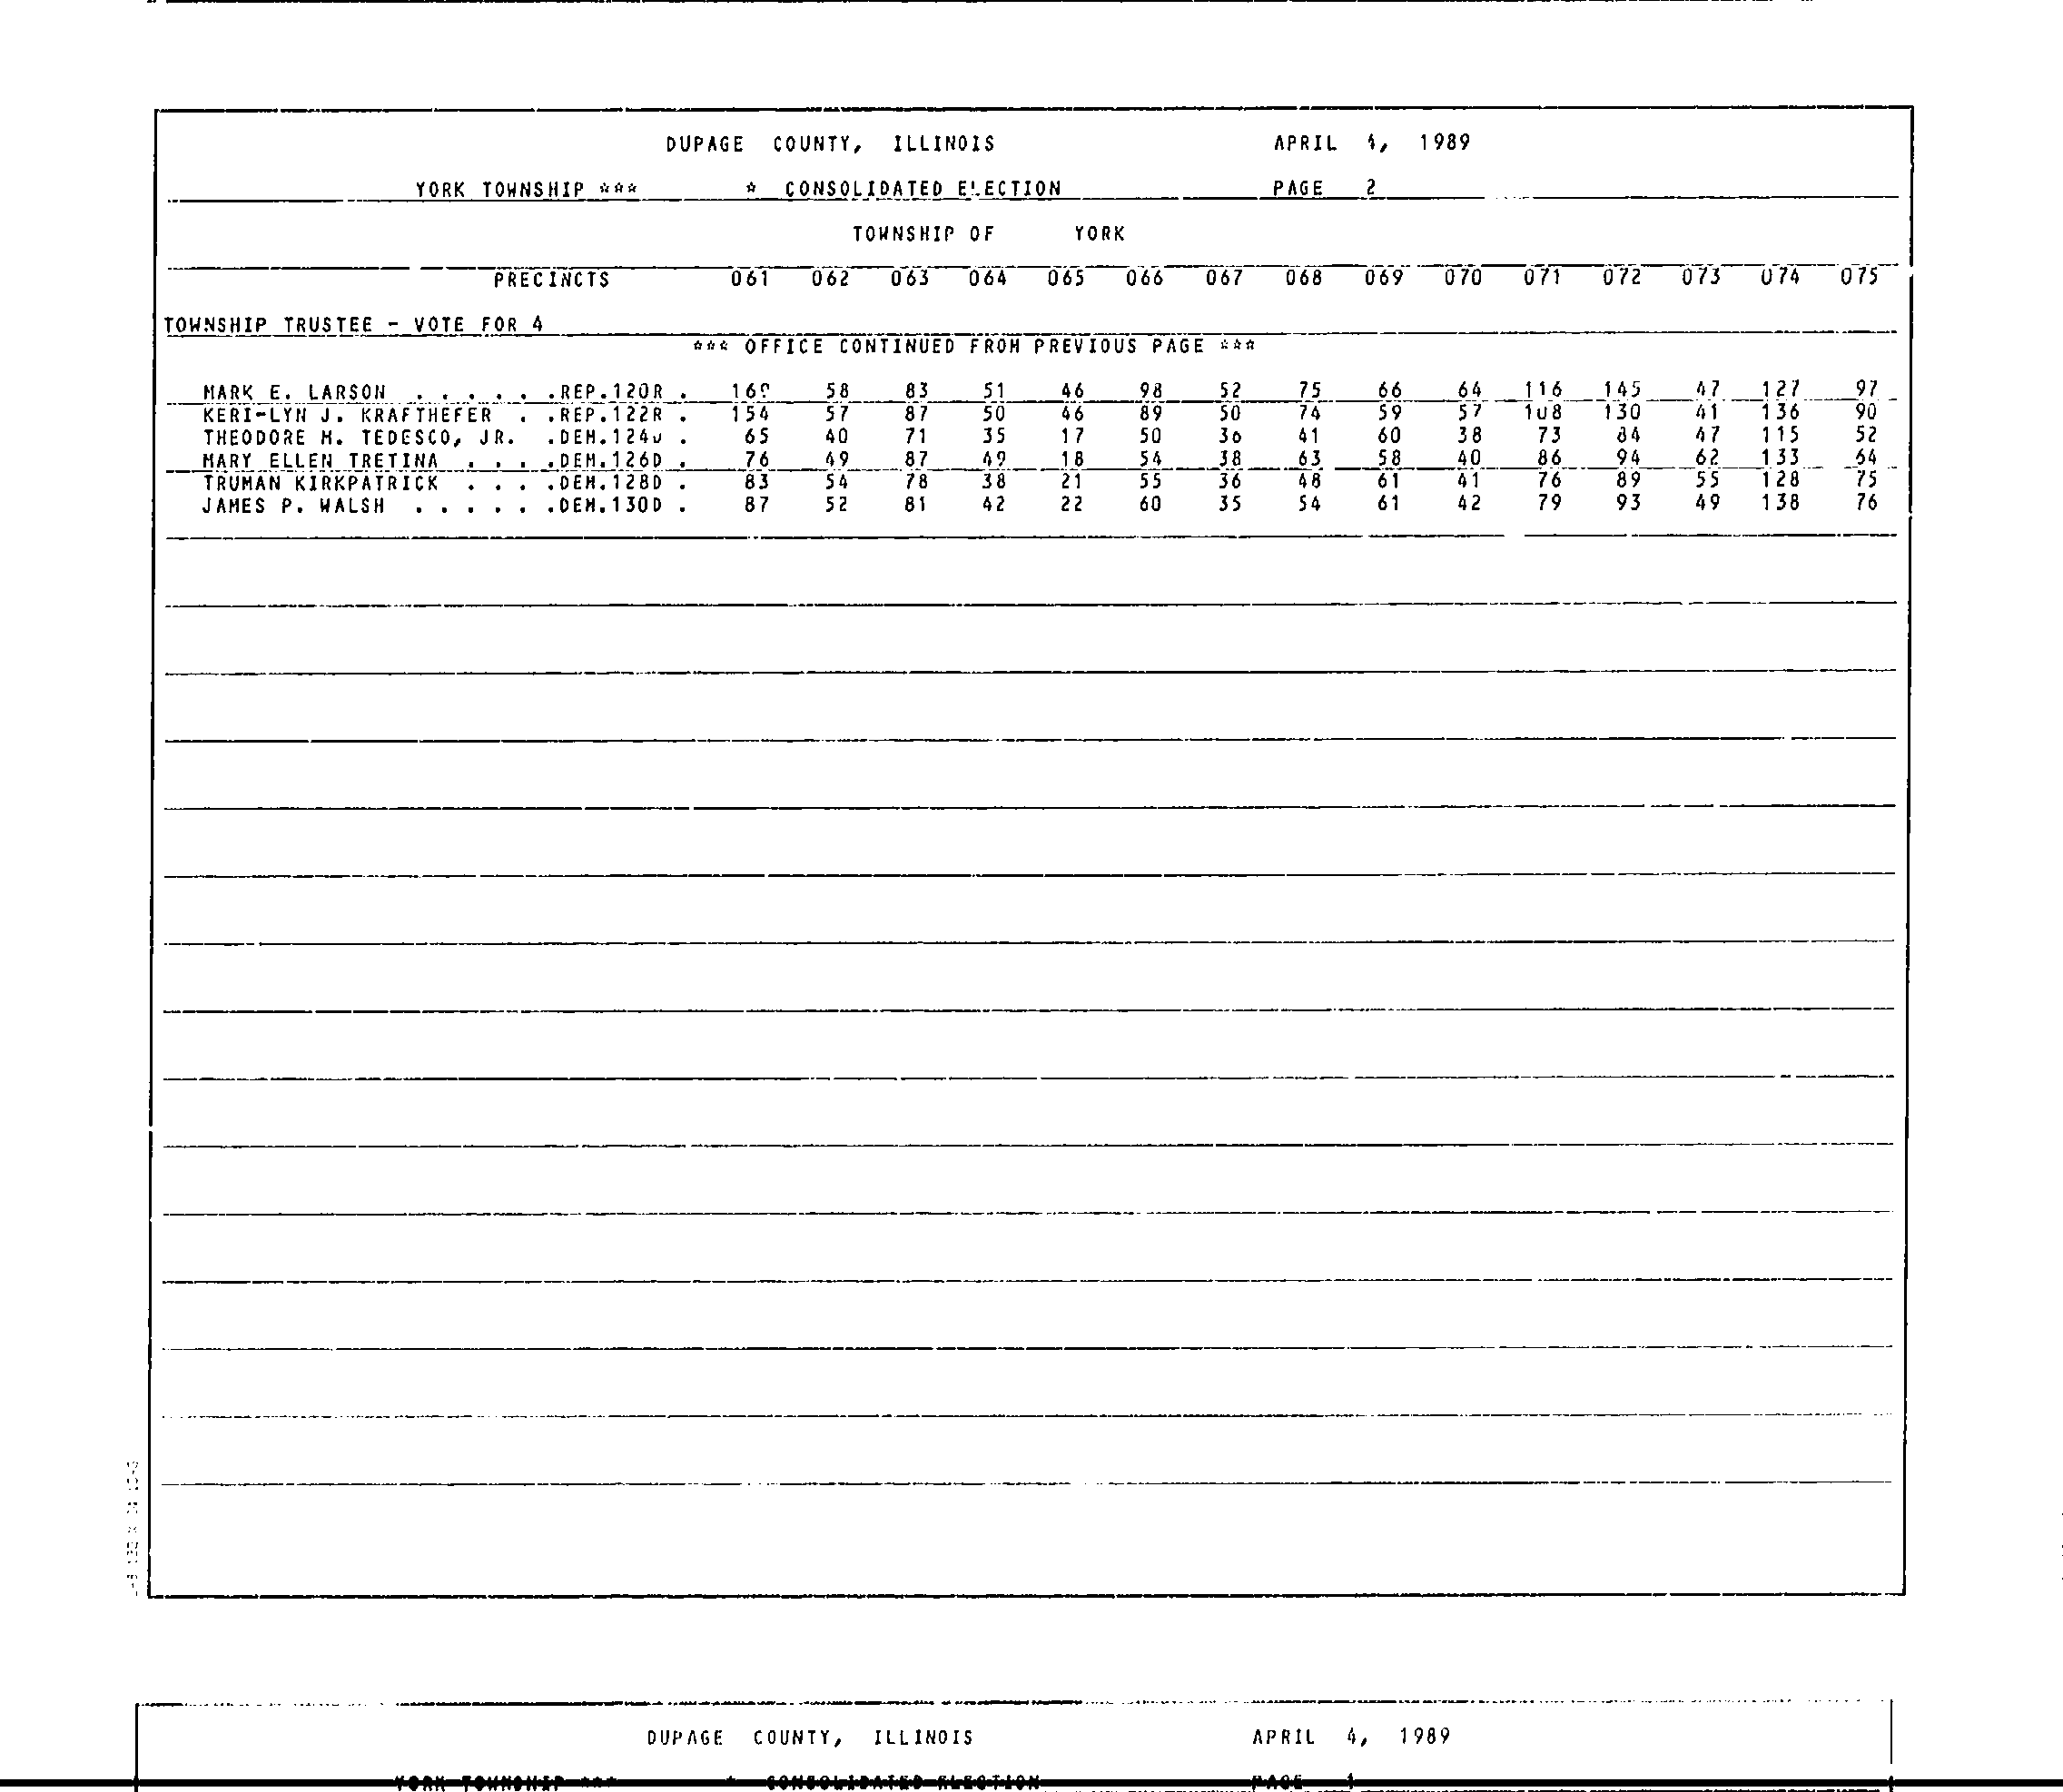 DUPAGE COUNTY, ILLINOIS APRIL 4, 1989
YORK TOWNSHIP *** * CONSOLIDATED ELECTION PAGE 2
TOWNSHIP OF YORK
PRECINCTS 061 062 063 064 065 066 067 068 069 070 071 072 073 074 075
TOWNSHIP TRUSTEE - VOTE FOR 4
*** OFFICE CONTINUED FROM PREVIOUS PAGE ***
MARK E. LARSON . . . . . .REP.120R . 58 83 51 46 98 52 75 66 64 116 145 47 127 97
KERI-LYN J. KRAFTHEFER . .REP.122R . 154 57 87 50 46 89 50 74 59 57 108 130 41 136 90
THEODORE M. TEDESCO, JR. .DEM. . 65 40 71 35 17 50 36 41 60 38 73 84 47 115 52
MARY ELLEN TRETINA . . . .DEM.126D . 76 49 87 49 18 54 38 63 58 40 86 94 62 133 64
TRUMAN KIRKPATRICK . . . .DEM.128D . 83 54 78 38 21 55 36 48 61 41 76 89 55 128 75
JAMES P. WALSH . . . . . .DEM.130D . 87 52 81 42 22 60 35 54 61 42 79 93 49 138 76
DUPAGE COUNTY, ILLINOIS APRIL 4, 1989
YORK TOWNSHIP *** * CONSOLIDATED ELECTION PAGE 1